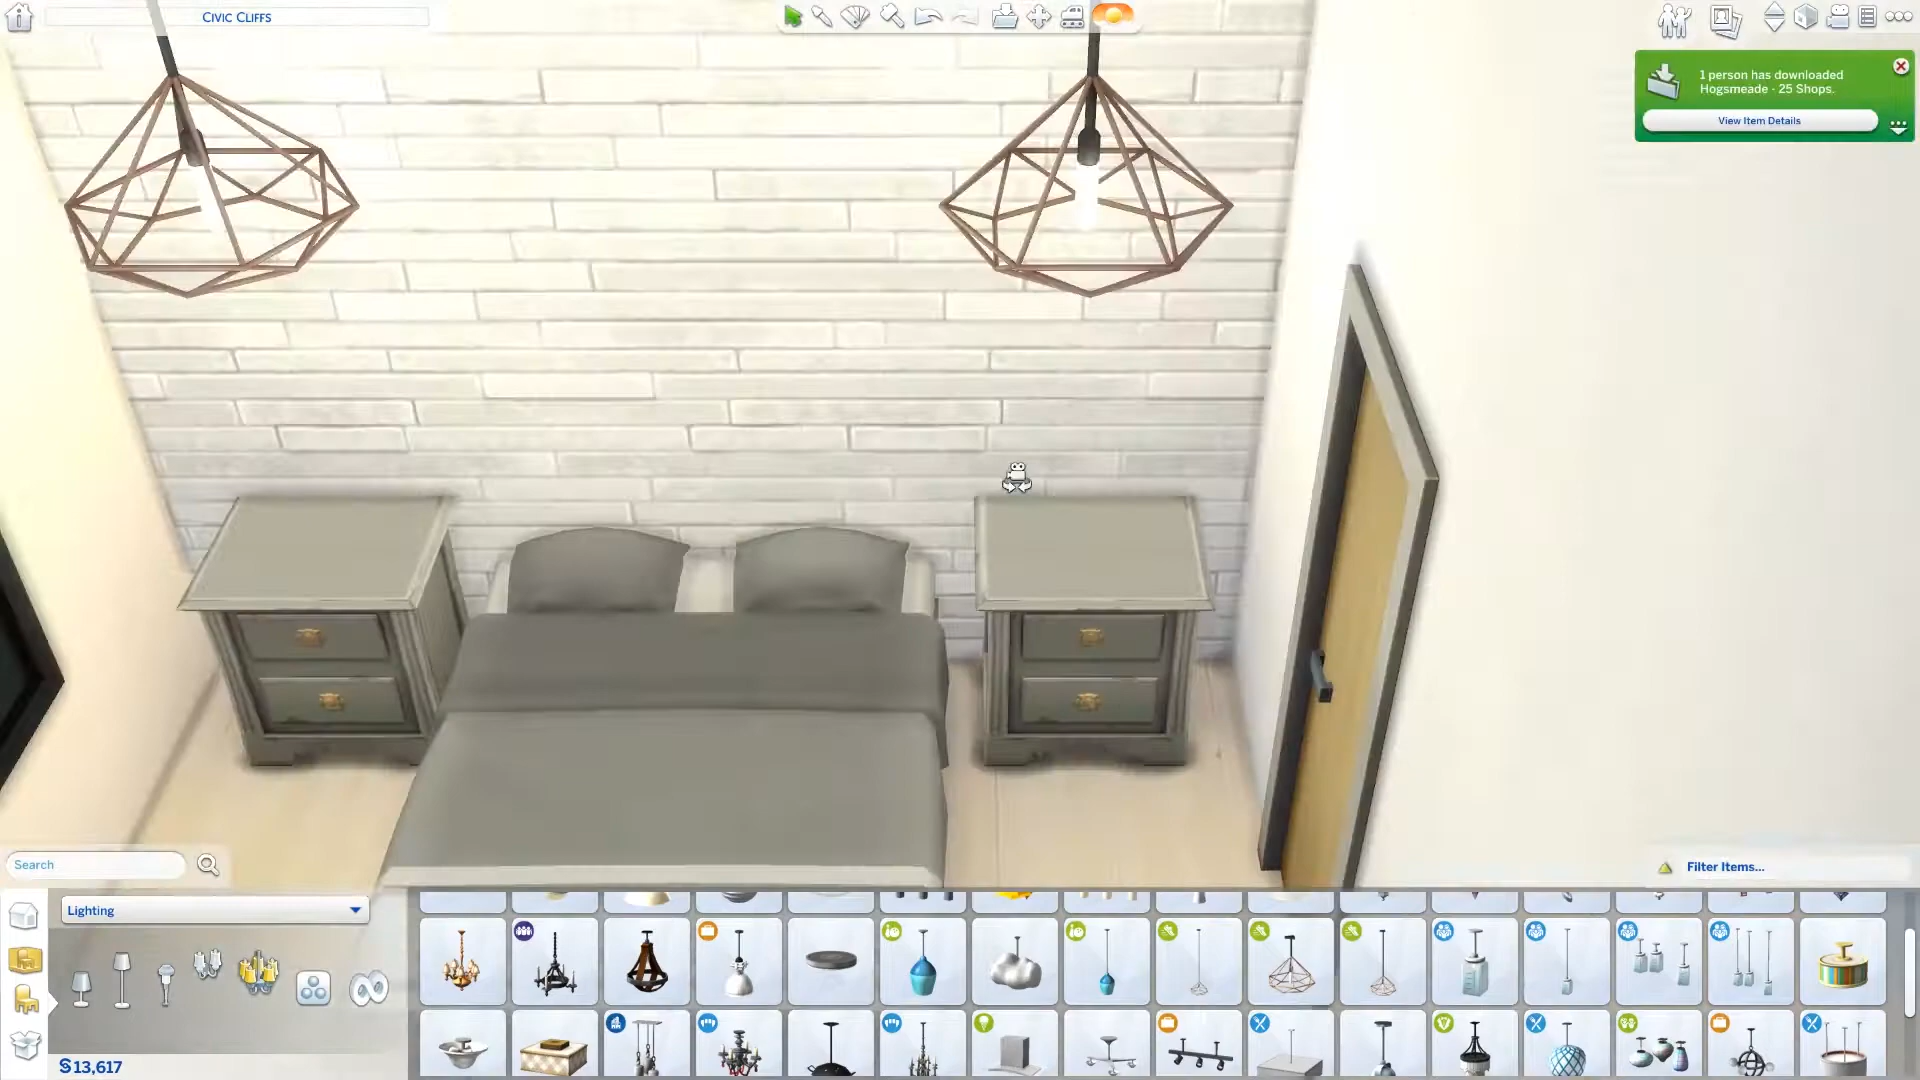 CIVIC CLIFFS
1 person has downloaded
Hogsmeade - 25 Shops.
View Item Details
Search
Filter Items...
Lighting
§13,617